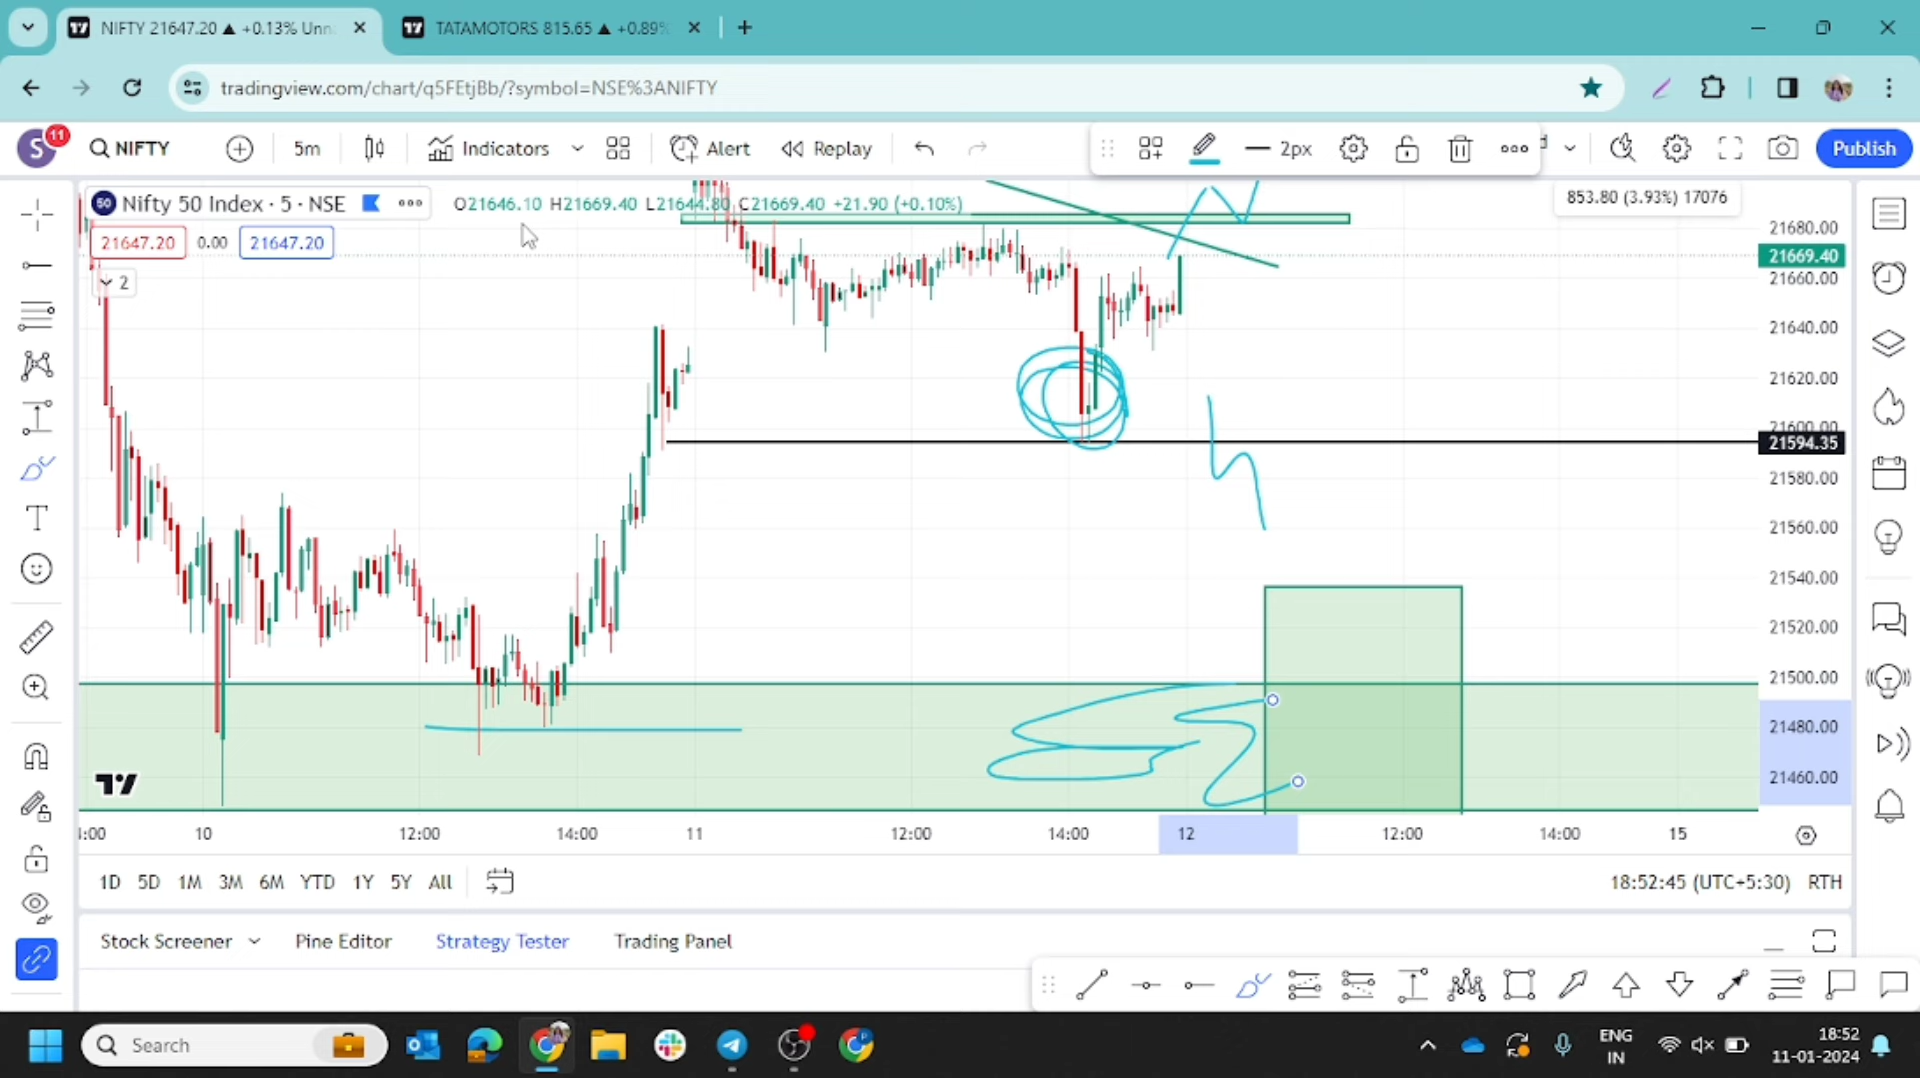 NIFTY 21647.20 ▲ +0.13% Unn
TATAMOTORS 815.65 ▲ +0.89%
tradingview.com/chart/q5FEtjBb/?symbol=NSE%3ANIFTY
S 11 NIFTY 5m Indicators Alert Replay 2px Publish
50 Nifty 50 Index · 5 · NSE O21646.10 H21669.40 L21644.80 C21669.40 +21.90 (+0.10%)
853.80 (3.93%) 17076
21647.20 0.00 21647.20
2
21680.00
21669.40
21660.00
21640.00
21620.00
21600.00
21594.35
21580.00
21560.00
21540.00
21520.00
21500.00
21480.00
21460.00
10 12:00 14:00 11 12:00 14:00 12 12:00 14:00 15
1D 5D 1M 3M 6M YTD 1Y 5Y All 18:52:45 (UTC+5:30) RTH
Stock Screener Pine Editor Strategy Tester Trading Panel
Search
ENG
IN
18:52
11-01-2024